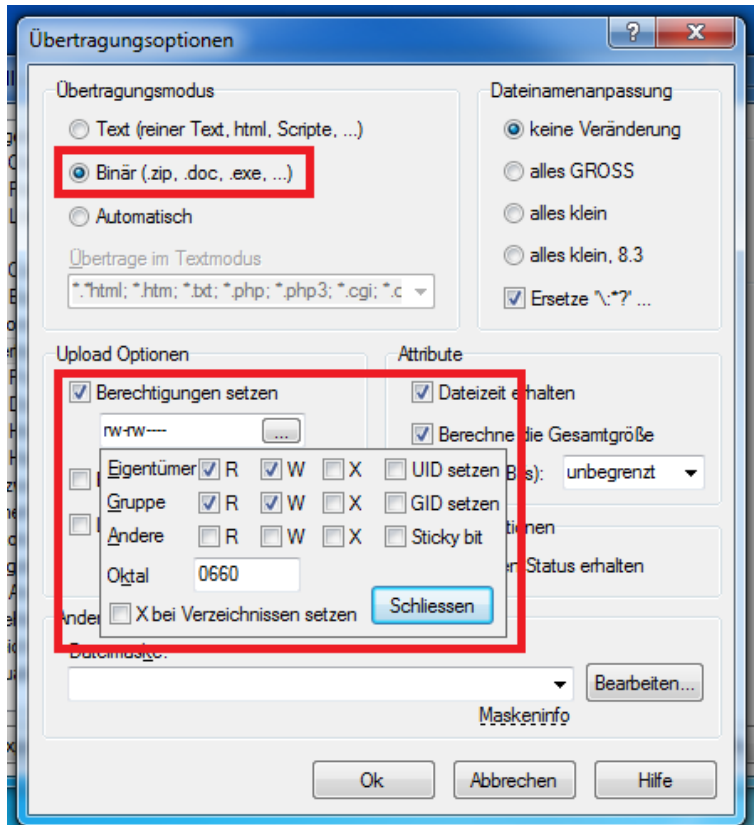 Übertragungsoptionen
Übertragungsmodus
Text (reiner Text, html, Scripte, ...)
Binär (.zip, .doc, .exe, ...)
Automatisch
Übertrage im Textmodus
*.*html; *.htm; *.txt; *.php; *.php3; *.cgi; *.c
Dateinamenanpassung
keine Veränderung
alles GROSS
alles klein
alles klein, 8.3
Ersetze '\:*?' ...
Upload Optionen
Berechtigungen setzen
rw-rw----
...
Attribute
Dateizeit erhalten
Berechne die Gesamtgröße
unbegrenzt
Eigentümer R W X UID setzen
Gruppe R W X GID setzen
Andere R W X Sticky bit
Oktal 0660
X bei Verzeichnissen setzen
Schliessen
Status erhalten
Dateimaske:
Bearbeiten...
Maskeninfo
Ok
Abbrechen
Hilfe